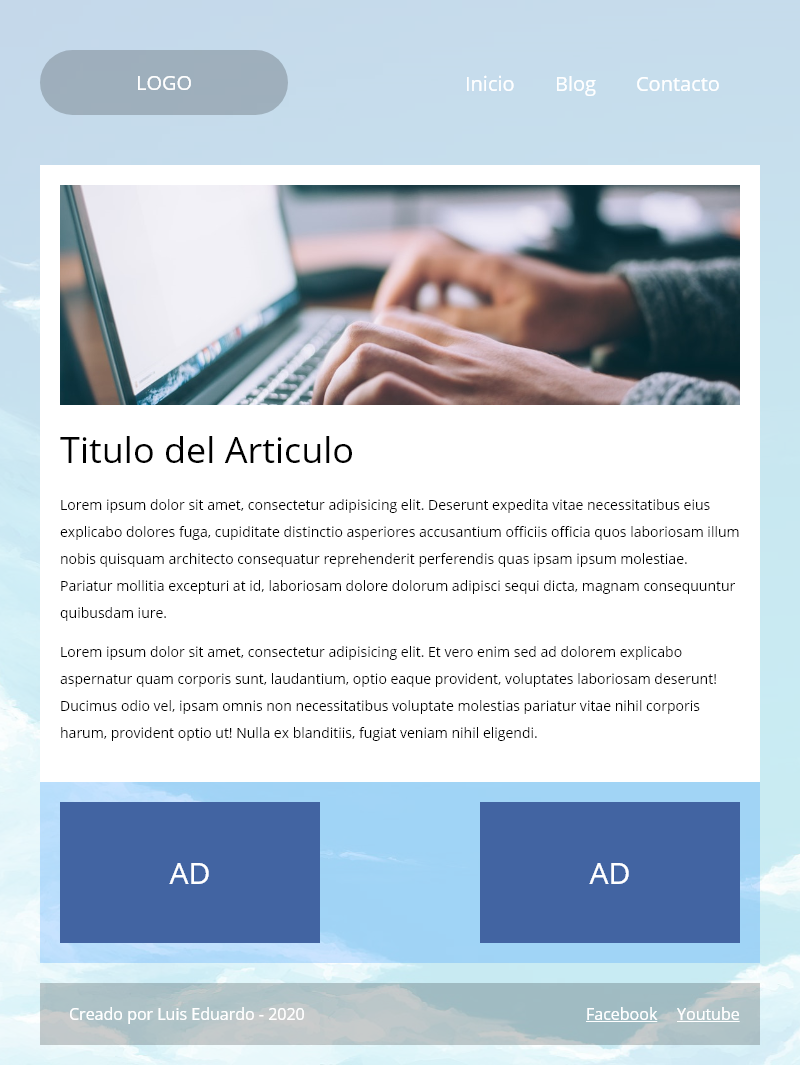 LOGO
Inicio Blog Contacto
Titulo del Articulo
Lorem ipsum dolor sit amet, consectetur adipisicing elit. Deserunt expedita vitae necessitatibus eius
explicabo dolores fuga, cupiditate distinctio asperiores accusantium officiis officia quos laboriosam illum
nobis quisquam architecto consequatur reprehenderit perferendis quas ipsam ipsum molestiae.
Pariatur mollitia excepturi at id, laboriosam dolore dolorum adipisci sequi dicta, magnam consequuntur
quibusdam iure.
Lorem ipsum dolor sit amet, consectetur adipisicing elit. Et vero enim sed ad dolorem explicabo
aspernatur quam corporis sunt, laudantium, optio eaque provident, voluptates laboriosam deserunt!
Ducimus odio vel, ipsam omnis non necessitatibus voluptate molestias pariatur vitae nihil corporis
harum, provident optio ut! Nulla ex blanditiis, fugiat veniam nihil eligendi.
AD AD
Creado por Luis Eduardo - 2020 Facebook Youtube